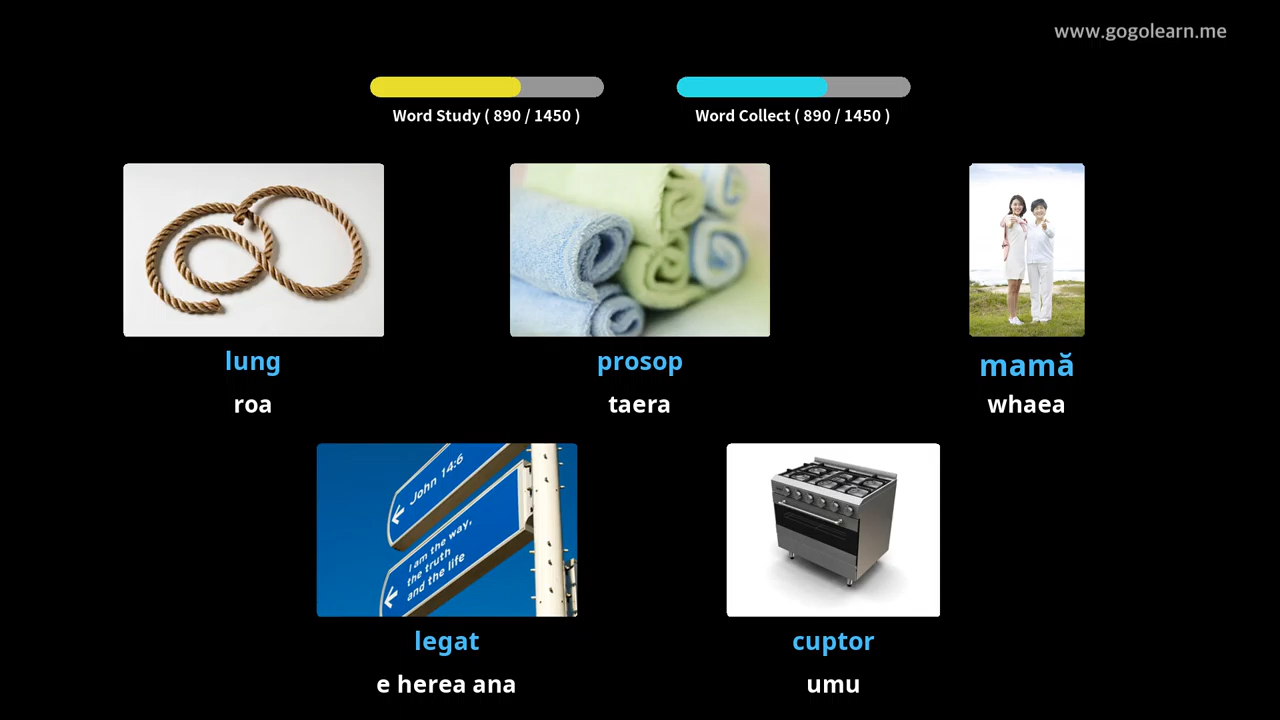 www.gogolearn.me
Word Study ( 890 / 1450 )
Word Collect ( 890 / 1450 )
lung
roa
prosop
taera
mamă
whaea
John 14:6
I am the way,
the truth
and the life
legat
e herea ana
cuptor
umu